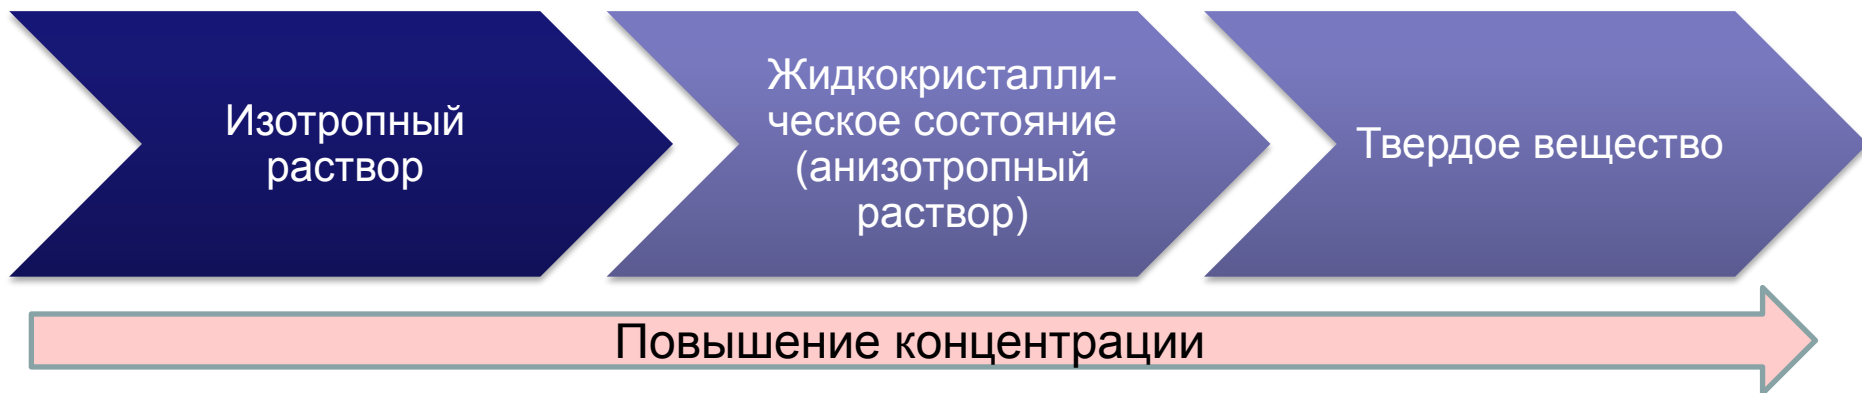 Изотропный
раствор
Жидкокристалли-
ческое состояние
(анизотропный
раствор)
Твердое вещество
Повышение концентрации